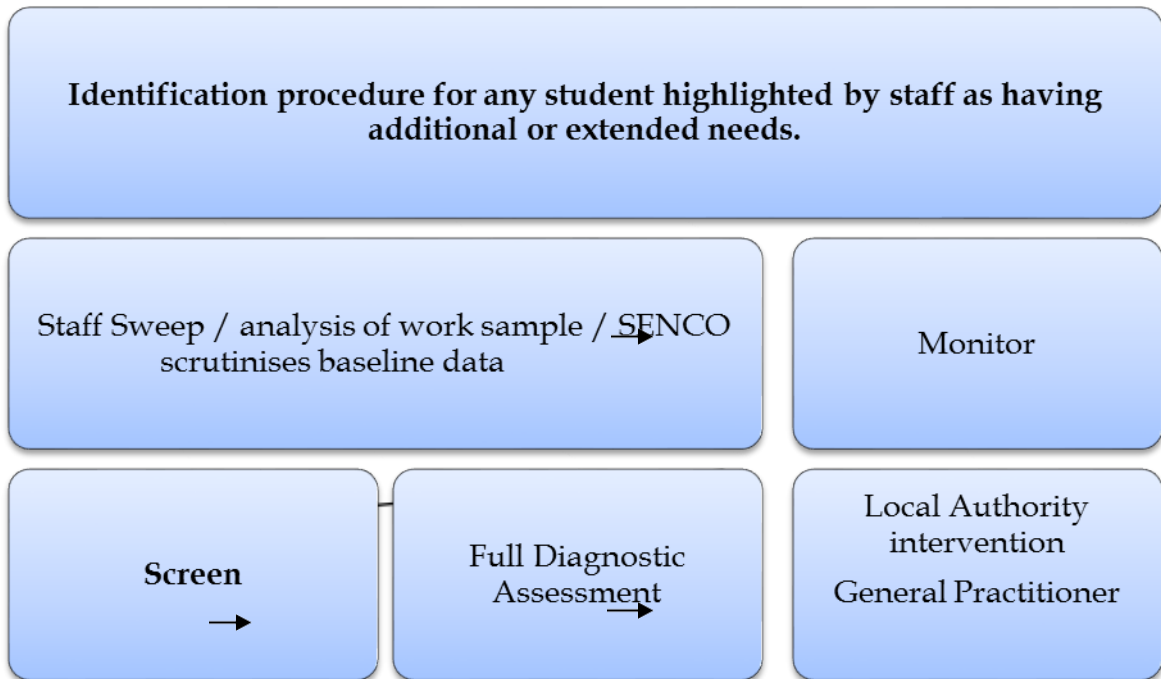 Identification procedure for any student highlighted by staff as having
additional or extended needs.
Staff Sweep / analysis of work sample / SENCO
scrutinises baseline data
Monitor
Screen
Full Diagnostic
Assessment
Local Authority
intervention
General Practitioner